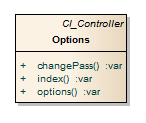 CI_Controller
Options
+ changePass() :var
+ index() :var
+ options() :var